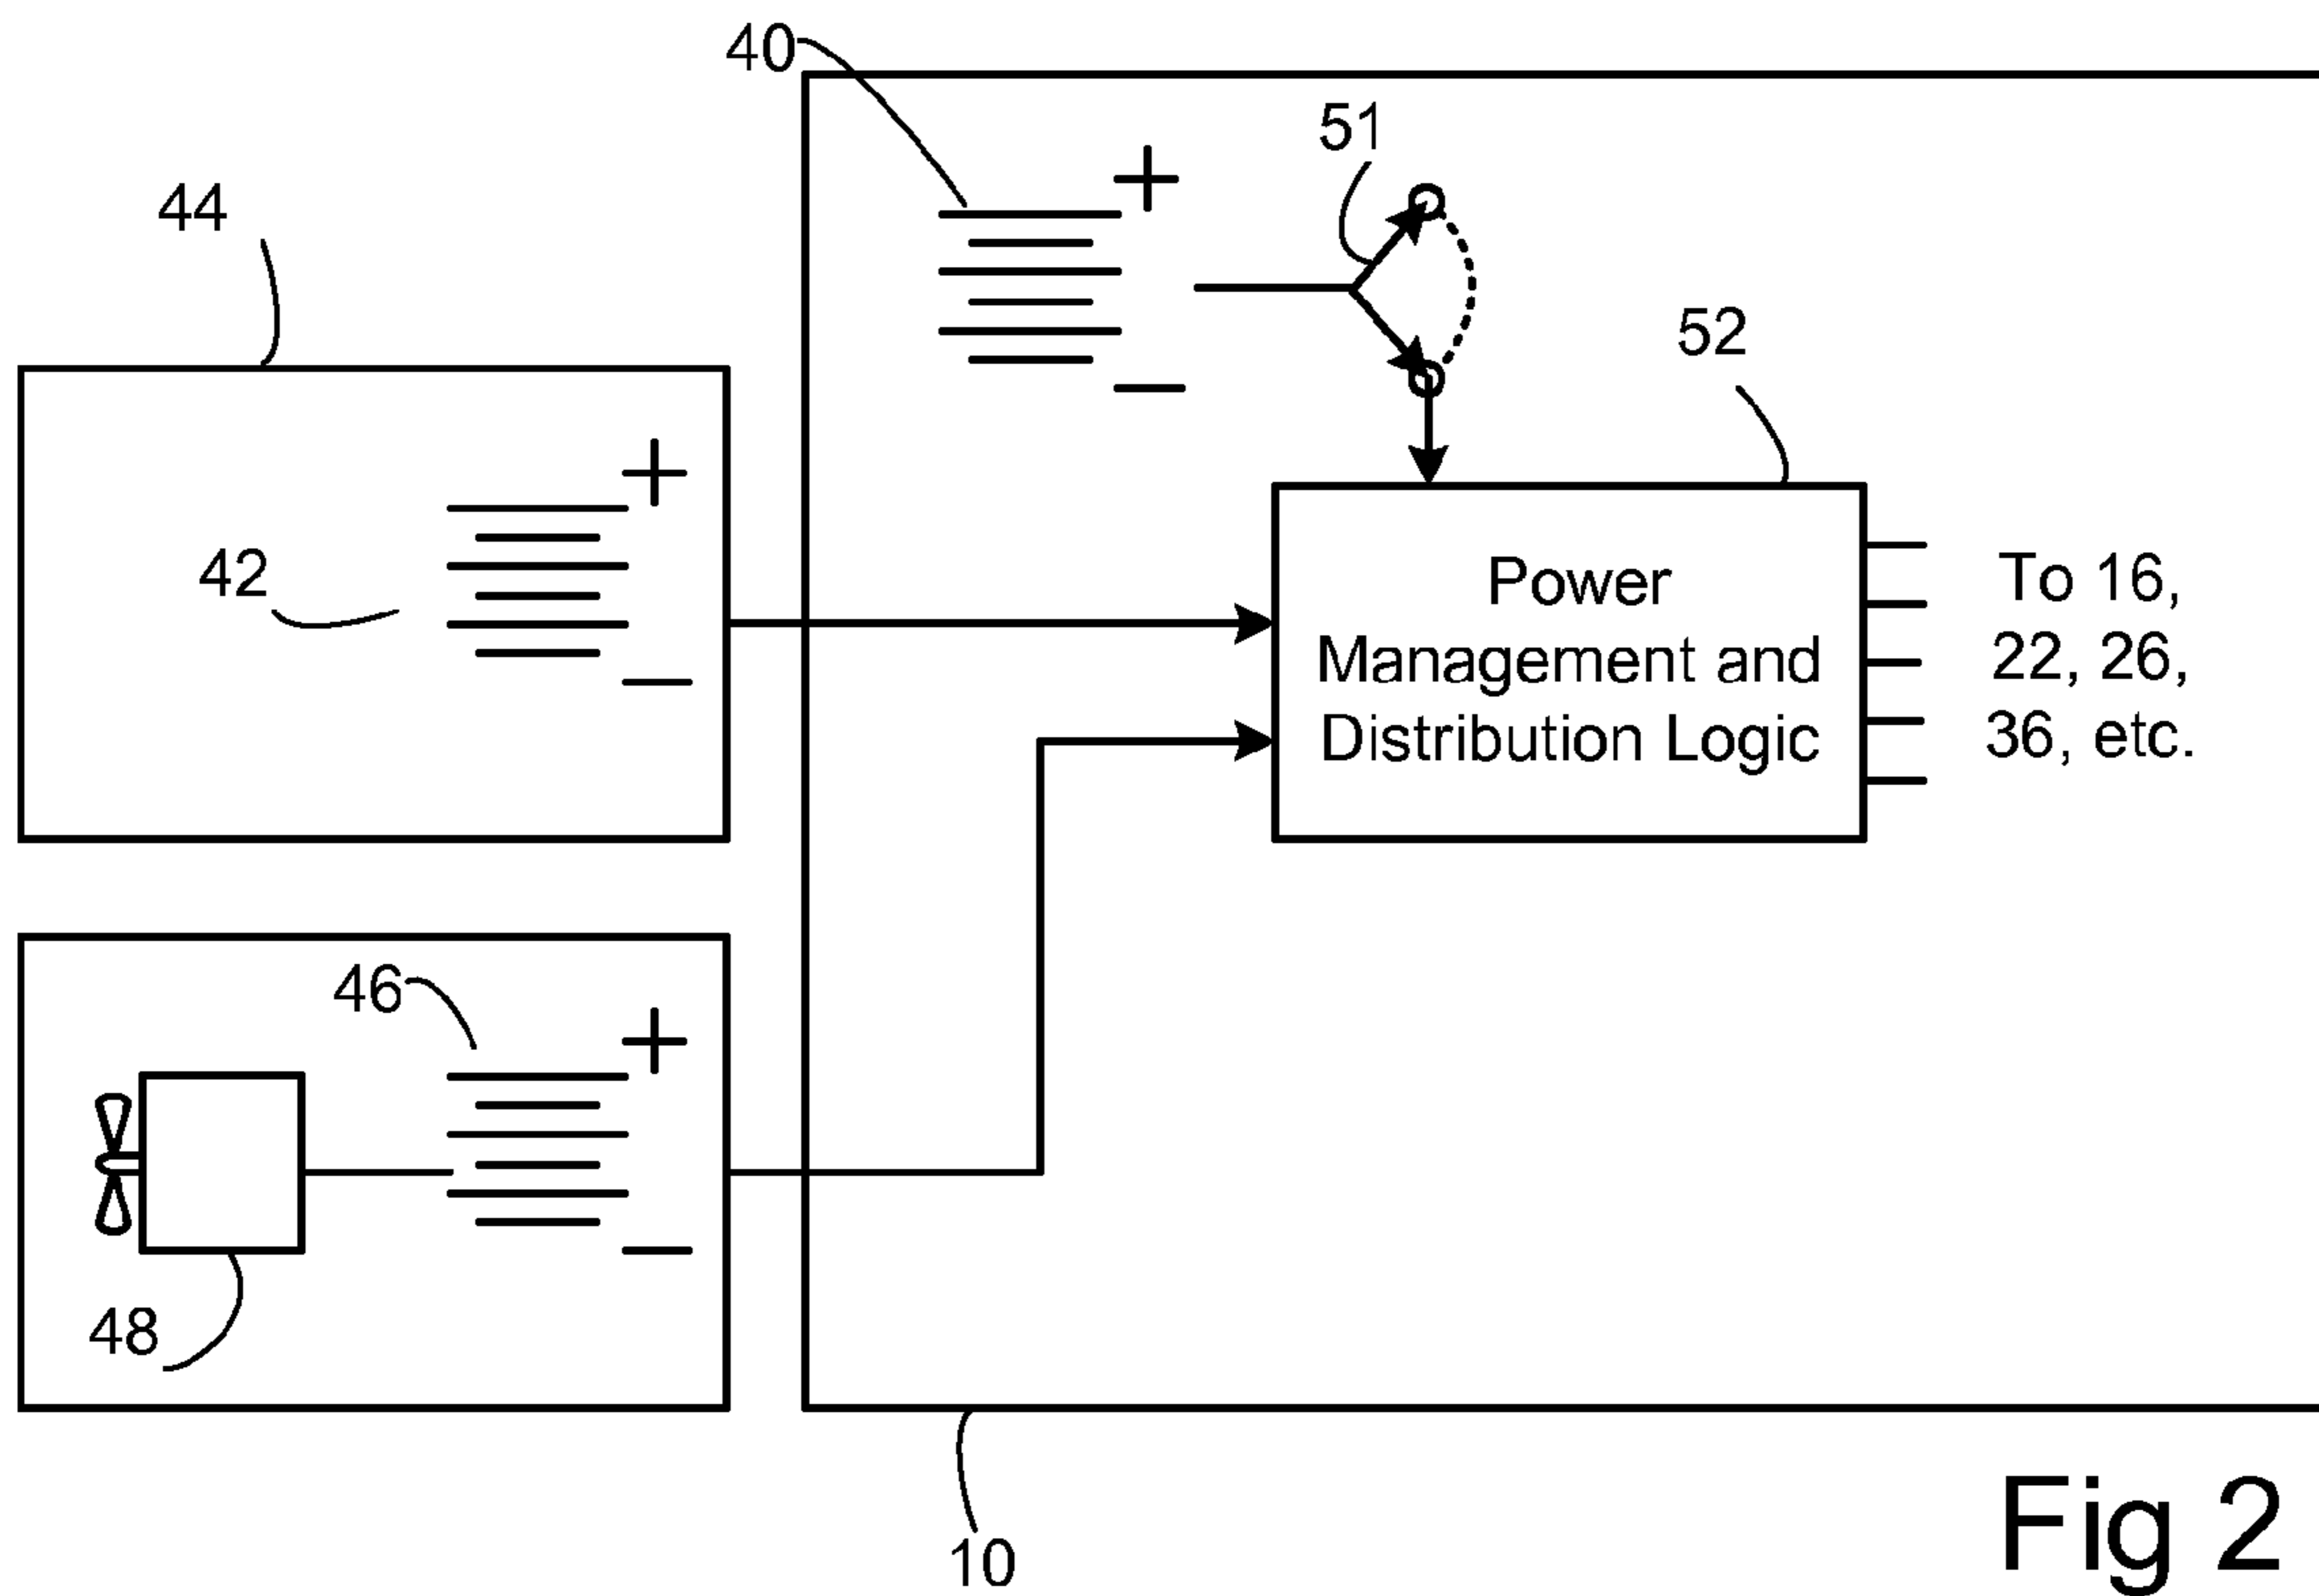 40
51
44
52
42
Power
Management and
Distribution Logic
To 16,
22, 26,
36, etc.
46
48
10
Fig 2